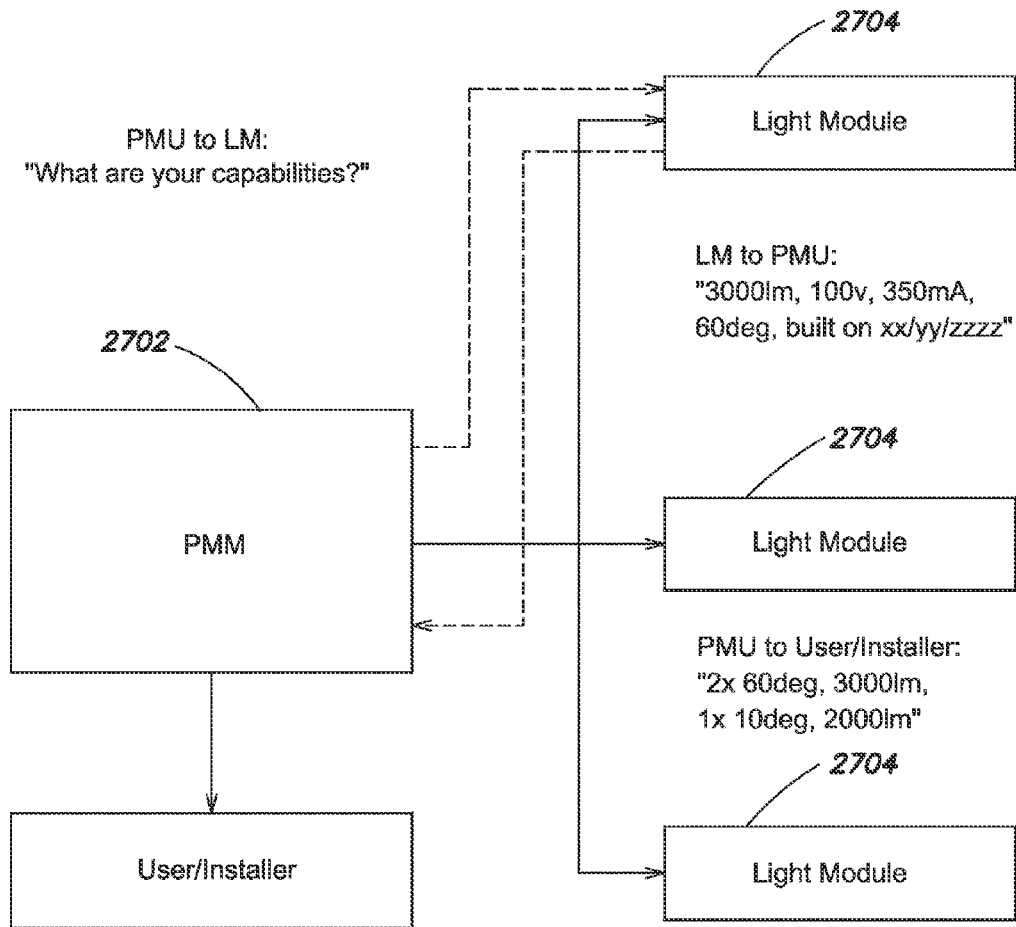 2704
Light Module
PMU to LM:
"What are your capabilities?"
LM to PMU:
"3000lm, 100v, 350mA,
60deg, built on xx/yy/zzzz"
2702
PMM
2704
Light Module
PMU to User/Installer:
"2x 60deg, 3000lm,
1x 10deg, 2000lm"
2704
User/Installer
Light Module